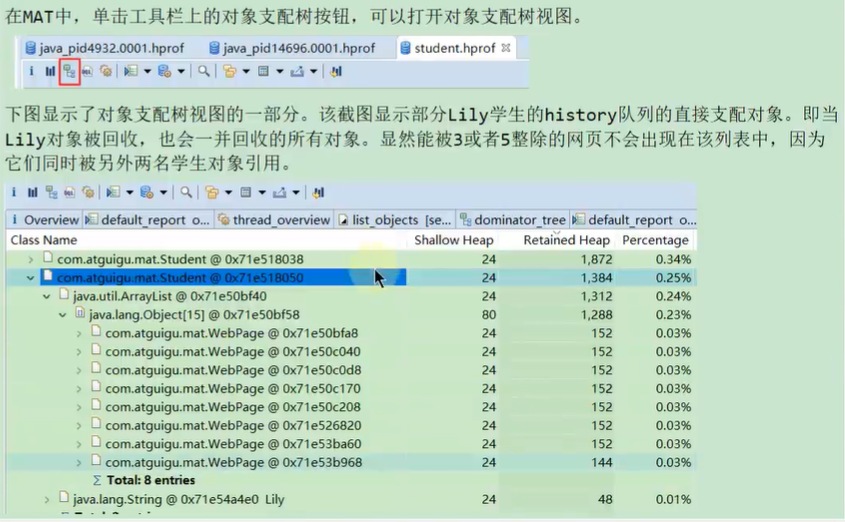 在MAT中，单击工具栏上的对象支配树按钮，可以打开对象支配树视图。
java_pid4932.0001.hprof java_pid14696.0001.hprof student.hprof
下图显示了对象支配树视图的一部分。该截图显示部分Lily学生的history队列的直接支配对象。即当
Lily对象被回收，也会一并回收的所有对象。显然能被3或者5整除的网页不会出现在该列表中，因为
它们同时被另外两名学生对象引用。
i Overview default_report o... thread_overview list_objects [se... dominator_tree default_report o...
Class Name Shallow Heap Retained Heap Percentage
com.atguigu.mat.Student @ 0x71e518038 24 1,872 0.34%
com.atguigu.mat.Student @ 0x71e518050 24 1,384 0.25%
java.util.ArrayList @ 0x71e50bf40 24 1,312 0.24%
java.lang.Object[15] @ 0x71e50bf58 80 1,288 0.23%
com.atguigu.mat.WebPage @ 0x71e50bfa8 24 152 0.03%
com.atguigu.mat.WebPage @ 0x71e50c040 24 152 0.03%
com.atguigu.mat.WebPage @ 0x71e50c0d8 24 152 0.03%
com.atguigu.mat.WebPage @ 0x71e50c170 24 152 0.03%
com.atguigu.mat.WebPage @ 0x71e50c208 24 152 0.03%
com.atguigu.mat.WebPage @ 0x71e526820 24 152 0.03%
com.atguigu.mat.WebPage @ 0x71e53ba60 24 152 0.03%
com.atguigu.mat.WebPage @ 0x71e53b968 24 144 0.03%
Σ Total: 8 entries
java.lang.String @ 0x71e54a4e0 Lily 24 48 0.01%